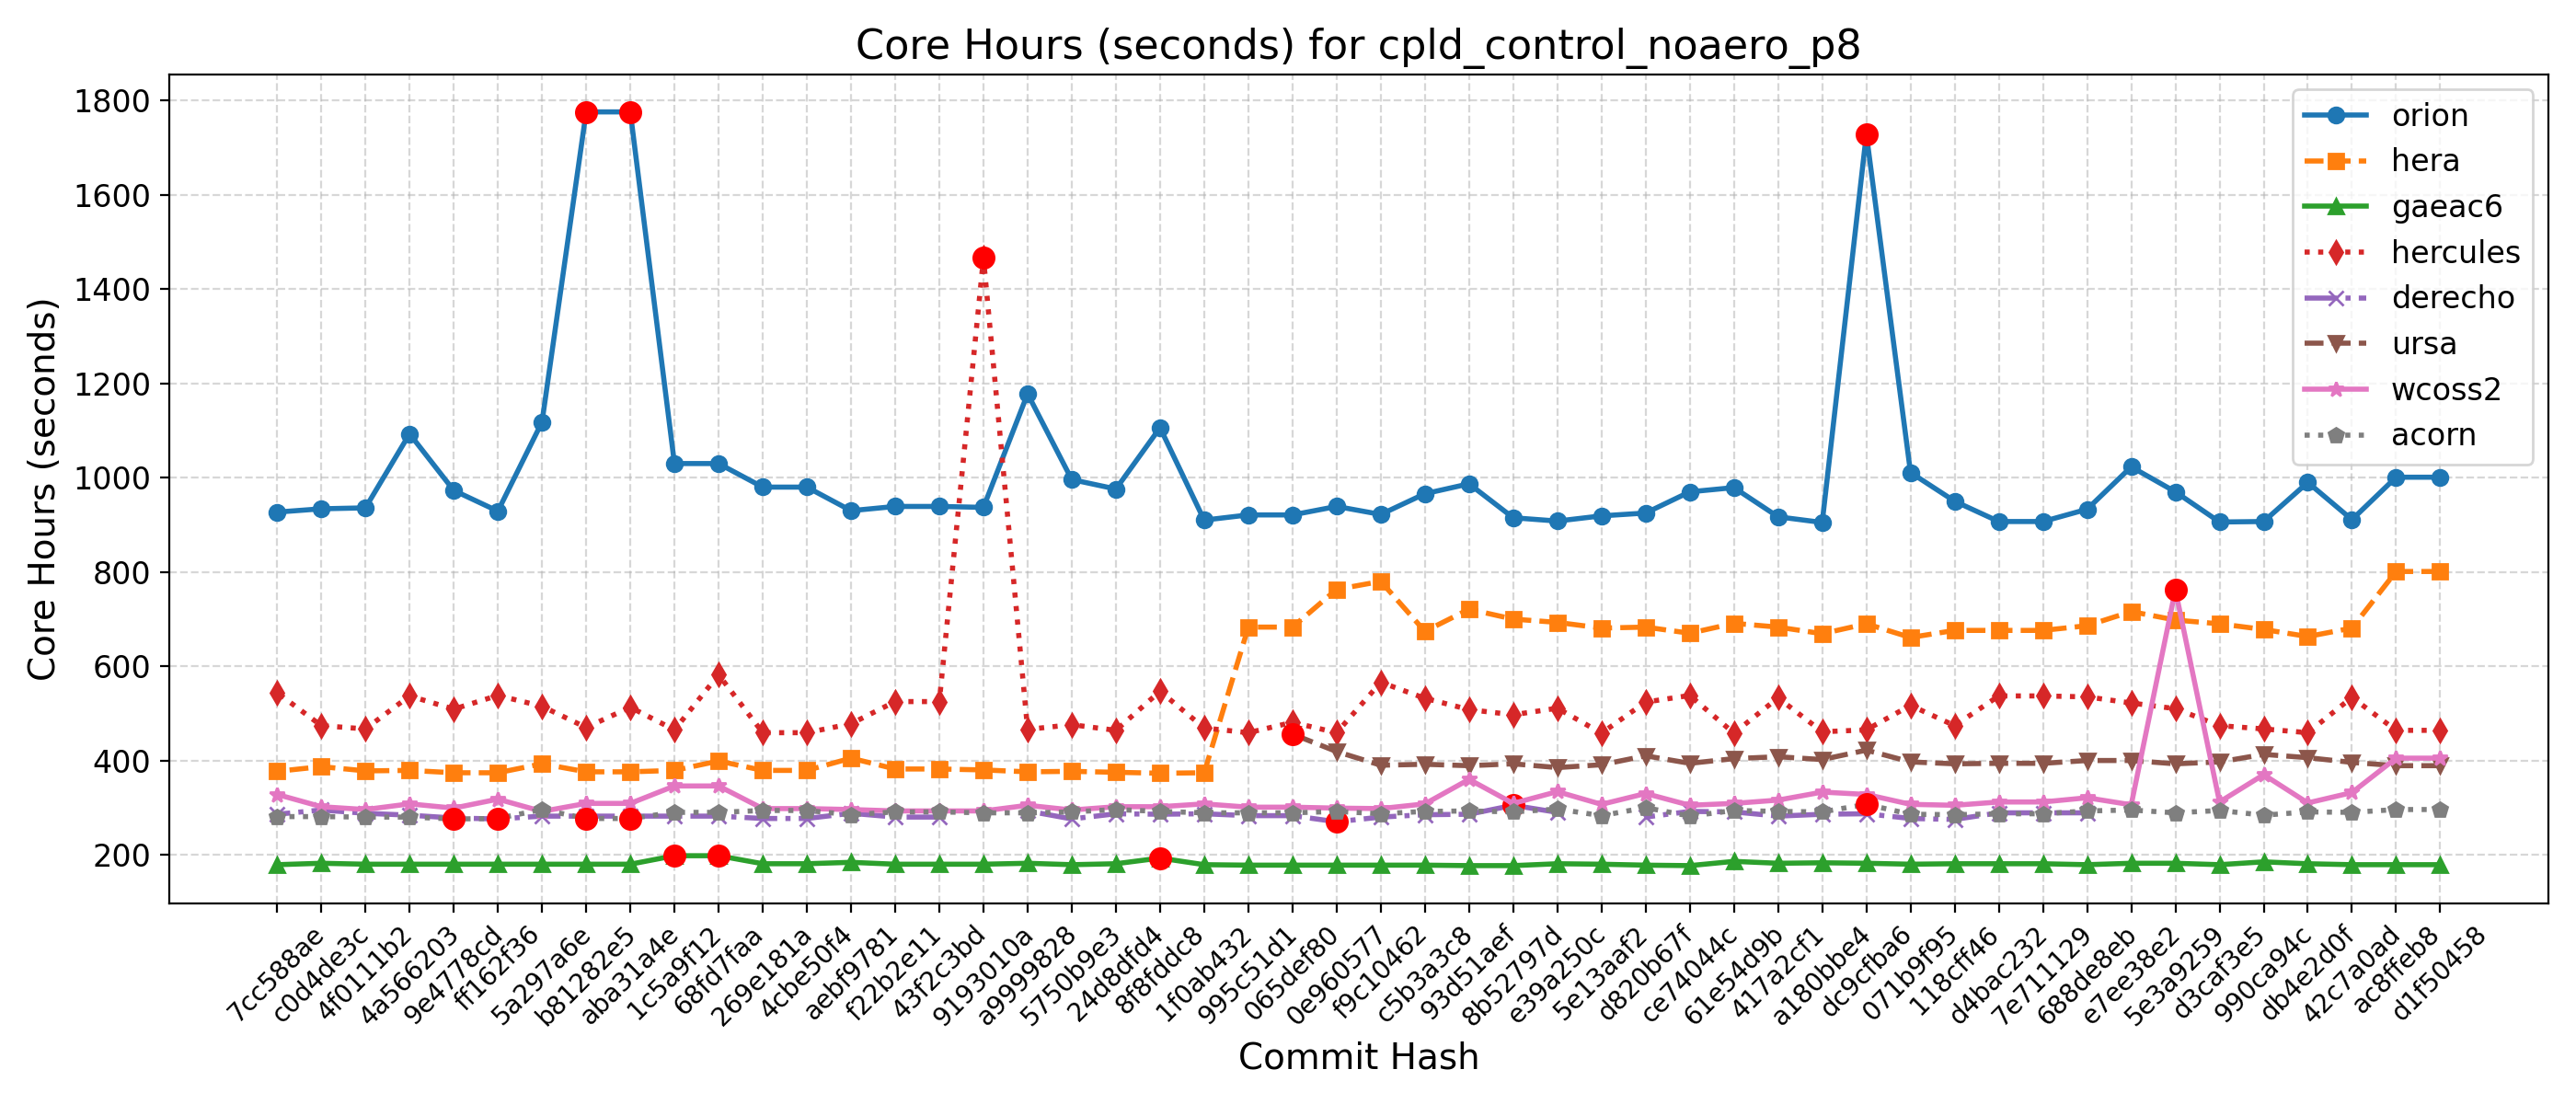 Core Hours (seconds) for cpld_control_noaero_p8
Core Hours (seconds)
1800
1600
1400
1200
1000
800
600
400
200
orion
hera
gaeac6
hercules
derecho
ursa
wcoss2
acorn
7cc588ae
c0d4de3c
4f0111b2
4a566203
9e4778cd
ff162f36
5a297a6e
b81282e5
aba31a4e
1c5a9f12
68fd7faa
269e181a
4cbe50f4
aebf9781
f22b2e11
43f2c3bd
9193010a
a9999828
5750b9e3
24d8dfd4
8f8fddc8
1f0ab432
995c51d1
065def80
0e960577
f9c10462
c5b3a3c8
93d51aef
8b52797d
e39a250c
5e13aaf2
d820b67f
ce74044c
61e54d9b
417a2cf1
a180bbe4
dc9cfba6
071b9f95
118cff46
d4bac232
7e711129
688de8eb
e7ee38e2
5e3a9259
d3caf3e5
990ca94c
db4e2d0f
42c7a0ad
ac8ffeb8
d1f50458
Commit Hash